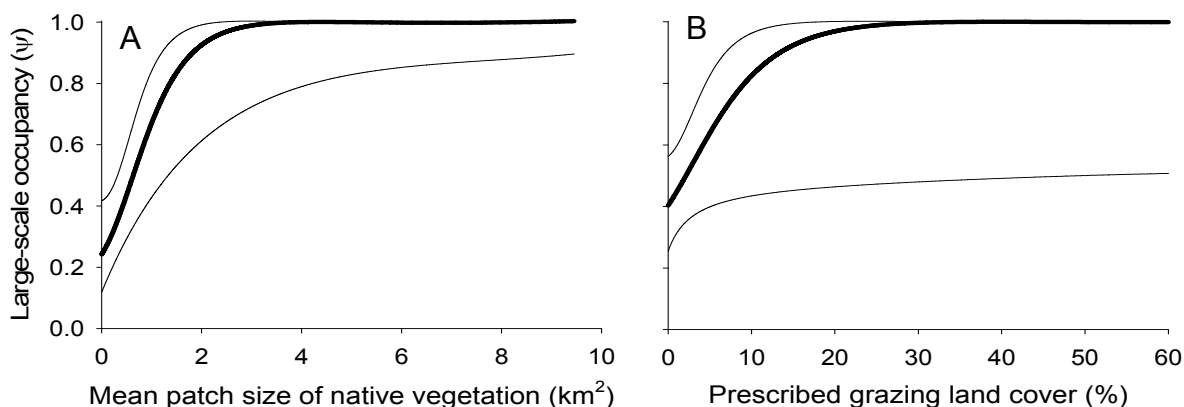 A
B
Large-scale occupancy (ψ)
1.0
0.8
0.6
0.4
0.2
0.0
0 2 4 6 8 10
0 10 20 30 40 50 60
Mean patch size of native vegetation (km²)
Prescribed grazing land cover (%)